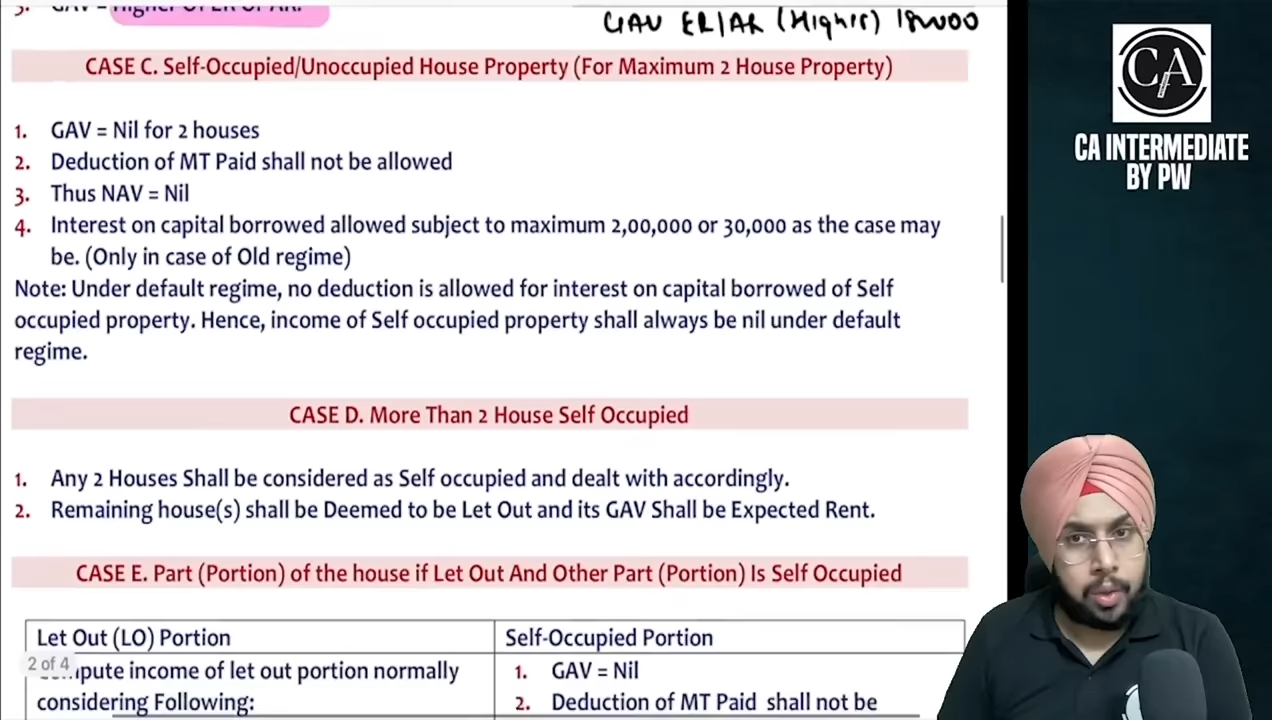 3. GAV = Higher of ER or AR.
GAV ER/AR (Higher) 18000
CASE C. Self-Occupied/Unoccupied House Property (For Maximum 2 House Property)
1. GAV = Nil for 2 houses
2. Deduction of MT Paid shall not be allowed
3. Thus NAV = Nil
4. Interest on capital borrowed allowed subject to maximum 2,00,000 or 30,000 as the case may
be. (Only in case of Old regime)
Note: Under default regime, no deduction is allowed for interest on capital borrowed of Self
occupied property. Hence, income of Self occupied property shall always be nil under default
regime.
CASE D. More Than 2 House Self Occupied
1. Any 2 Houses Shall be considered as Self occupied and dealt with accordingly.
2. Remaining house(s) shall be Deemed to be Let Out and its GAV Shall be Expected Rent.
CASE E. Part (Portion) of the house if Let Out And Other Part (Portion) Is Self Occupied
Let Out (LO) Portion
2 of 4
pute income of let out portion normally
considering Following:
Self-Occupied Portion
1. GAV = Nil
2. Deduction of MT Paid shall not be
CA
CA INTERMEDIATE
BY PW